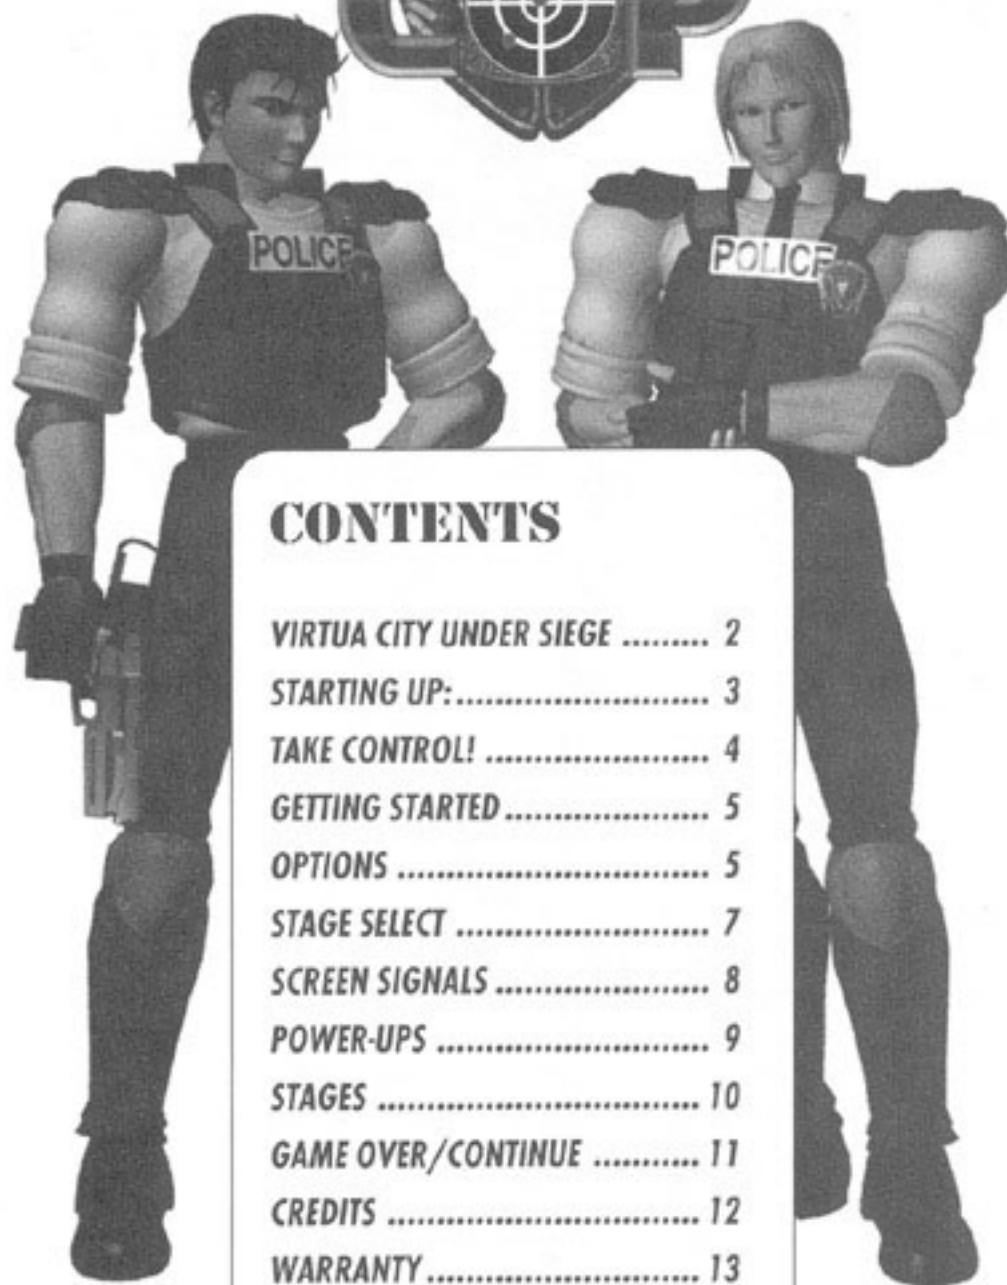 POLICE
POLICE
CONTENTS
VIRTUA CITY UNDER SIEGE ......... 2
STARTING UP:.......................... 3
TAKE CONTROL! ....................... 4
GETTING STARTED ..................... 5
OPTIONS ................................ 5
STAGE SELECT .......................... 7
SCREEN SIGNALS ...................... 8
POWER-UPS ............................ 9
STAGES ................................. 10
GAME OVER/CONTINUE ........... 11
CREDITS ................................ 12
WARRANTY ............................ 13